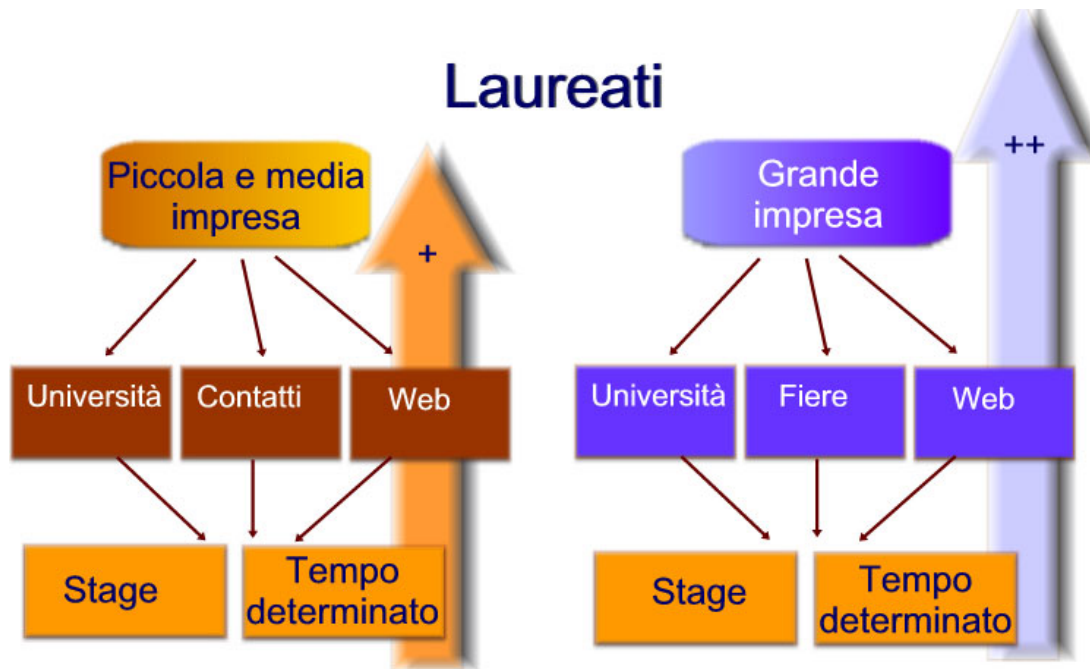 Laureati
Piccola e media
impresa
+
Università
Contatti
Web
Stage
Tempo
determinato
Grande
impresa
++
Università
Fiere
Web
Stage
Tempo
determinato